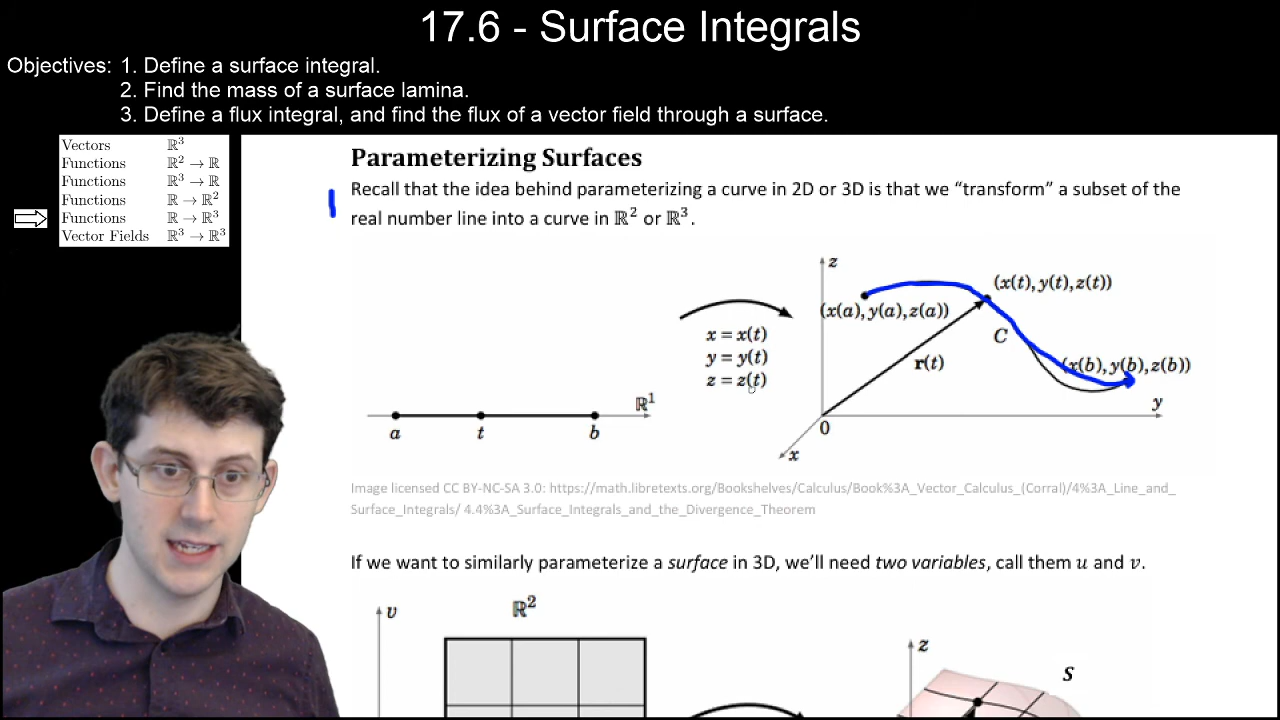 17.6 - Surface Integrals
Objectives: 1. Define a surface integral.
2. Find the mass of a surface lamina.
3. Define a flux integral, and find the flux of a vector field through a surface.
Vectors ℝ³
Functions ℝ² → ℝ
Functions ℝ³ → ℝ
Functions ℝ → ℝ²
Functions ℝ → ℝ³
Vector Fields ℝ³ → ℝ³
Parameterizing Surfaces
Recall that the idea behind parameterizing a curve in 2D or 3D is that we “transform” a subset of the
real number line into a curve in ℝ² or ℝ³.
ℝ¹
a t b
x = x(t)
y = y(t)
z = z(t)
z
(x(t), y(t), z(t))
(x(a), y(a), z(a))
C
r(t)
(x(b), y(b), z(b))
y
0
x
Image licensed CC BY-NC-SA 3.0: https://math.libretexts.org/Bookshelves/Calculus/Book%3A_Vector_Calculus_(Corral)/4%3A_Line_and_
Surface_Integrals/ 4.4%3A_Surface_Integrals_and_the_Divergence_Theorem
If we want to similarly parameterize a surface in 3D, we’ll need two variables, call them u and v.
v
ℝ²
z
S